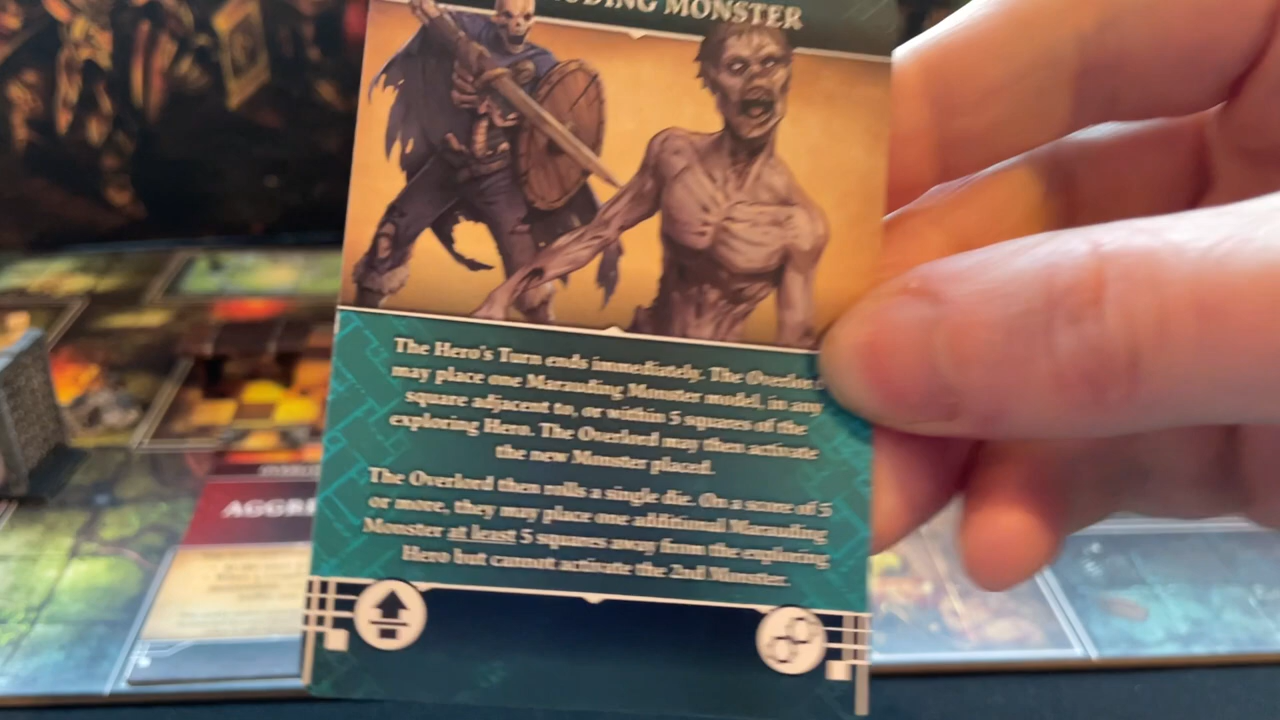 UDING MONSTER
The Hero's Turn ends immediately. The Overlor
may place one Marauding Monster model, in any
square adjacent to, or within 5 squares of the
exploring Hero. The Overlord may then activate
the new Monster placed.
The Overlord then rolls a single die. On a score of 5
or more, they may place one additional Marauding
Monster at least 5 squares away from the exploring
Hero but cannot activate the 2nd Monster.
AGGR